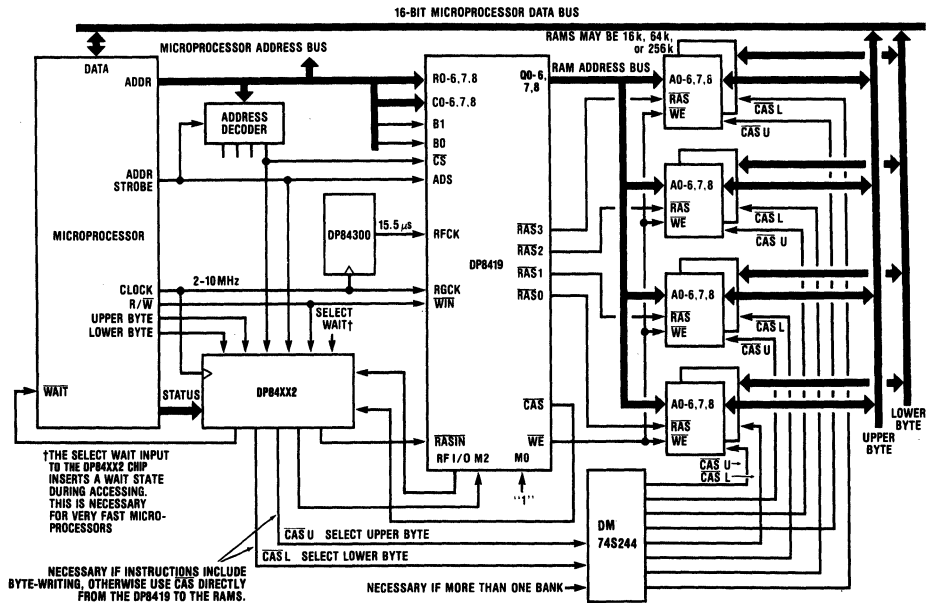 16-BIT MICROPROCESSOR DATA BUS
RAMS MAY BE 16k, 64k,
or 256k
MICROPROCESSOR ADDRESS BUS
DATA
ADDR
ADDRESS
DECODER
ADDR
STROBE
MICROPROCESSOR
CLOCK
R/W
UPPER BYTE
LOWER BYTE
WAIT
STATUS
2-10MHz
DP84300
15.5 μs
SELECT
WAIT†
DP84XX2
R0-6,7,8
C0-6,7,8
B1
B0
CS
ADS
RFCK
DP8419
RGCK
WIN
RASIN
RF I/O M2
M0
"1"
Q0-6,
7,8
RAS3
RAS2
RAS1
RAS0
CAS
WE
RAM ADDRESS BUS
A0-6,7,8
RAS
WE
CAS L
CAS U
A0-6,7,8
RAS
WE
CAS L
CAS U
A0-6,7,8
RAS
WE
CAS L
CAS U
A0-6,7,8
RAS
WE
CAS U
CAS L
UPPER
BYTE
LOWER
BYTE
†THE SELECT WAIT INPUT
TO THE DP84XX2 CHIP
INSERTS A WAIT STATE
DURING ACCESSING.
THIS IS NECESSARY
FOR VERY FAST MICRO-
PROCESSORS
CAS U SELECT UPPER BYTE
CAS L SELECT LOWER BYTE
DM
74S244
NECESSARY IF INSTRUCTIONS INCLUDE
BYTE-WRITING, OTHERWISE USE CAS DIRECTLY
FROM THE DP8419 TO THE RAMS.
NECESSARY IF MORE THAN ONE BANK